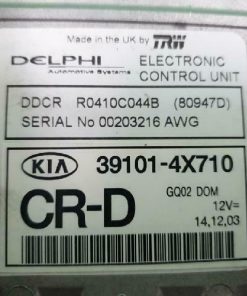 Made in the UK by TRW
DELPHI
Automotive Systems
ELECTRONIC
CONTROL UNIT
DDCR R0410C044B (80947D)
SERIAL No 00203216 AWG
KIA 39101-4X710
CR-D
GQ02 DOM
12V=
14,12,03